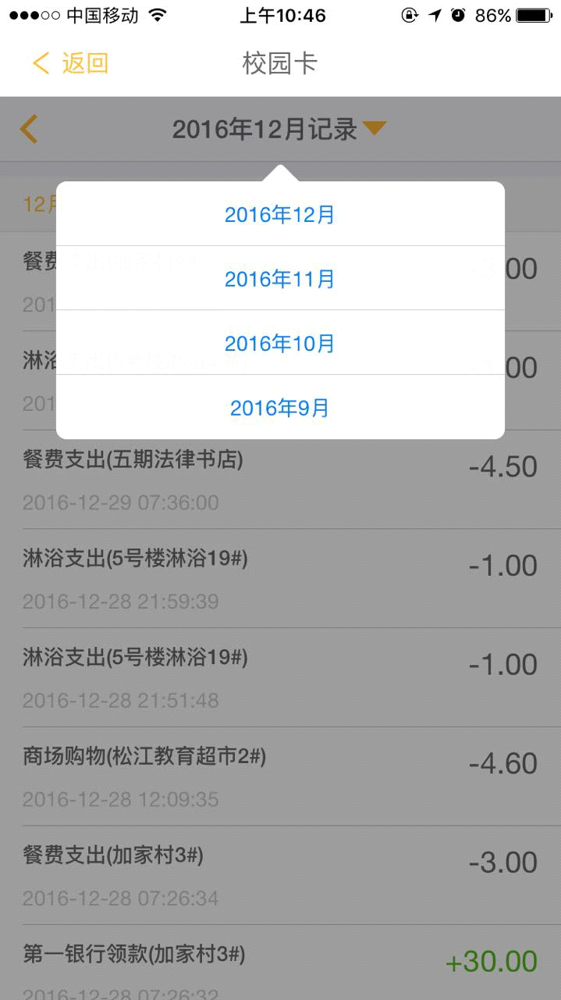 中国移动 上午10:46 86%
返回 校园卡
2016年12月记录
12月
2016年12月
餐费 00
2016年11月
201
2016年10月
淋浴 00
201
2016年9月
餐费支出(五期法律书店) -4.50
2016-12-29 07:36:00
淋浴支出(5号楼淋浴19#) -1.00
2016-12-28 21:59:39
淋浴支出(5号楼淋浴19#) -1.00
2016-12-28 21:51:48
商场购物(松江教育超市2#) -4.60
2016-12-28 12:09:35
餐费支出(加家村3#) -3.00
2016-12-28 07:26:34
第一银行领款(加家村3#) +30.00
2016-12-28 07:26:32